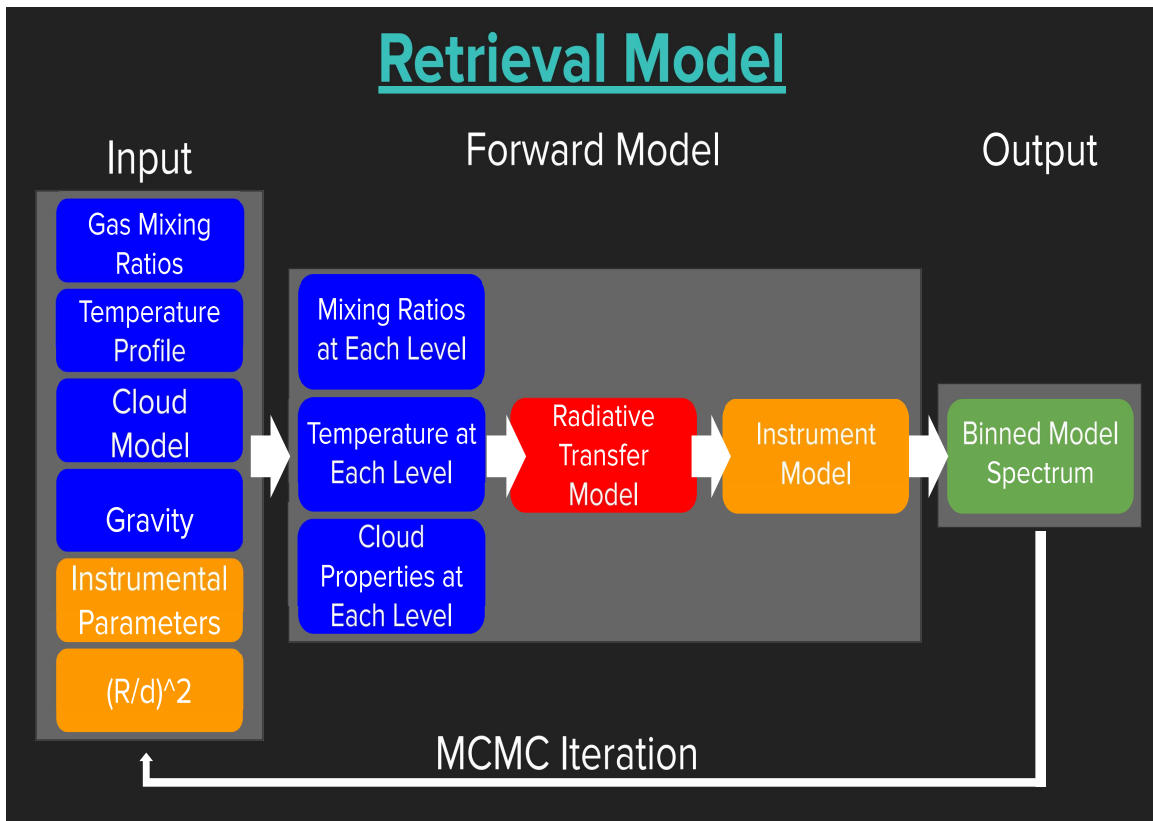 Retrieval Model
Input
Forward Model
Output
Gas Mixing
Ratios
Temperature
Profile
Cloud
Model
Gravity
Instrumental
Parameters
(R/d)^2
Mixing Ratios
at Each Level
Temperature at
Each Level
Cloud
Properties at
Each Level
Radiative
Transfer
Model
Instrument
Model
Binned Model
Spectrum
MCMC Iteration